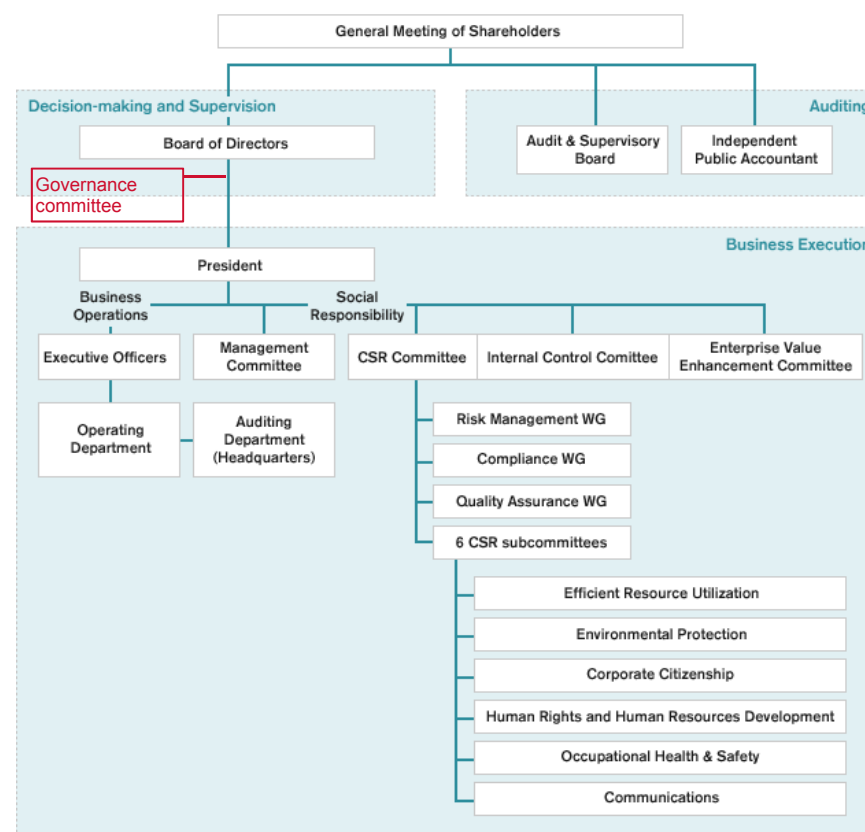 General Meeting of Shareholders
Decision-making and Supervision
Auditing
Board of Directors
Audit & Supervisory
Board
Independent
Public Accountant
Governance
committee
Business Execution
President
Business
Operations
Social
Responsibility
Executive Officers
Management
Committee
CSR Committee
Internal Control Comittee
Enterprise Value
Enhancement Committee
Operating
Department
Auditing
Department
(Headquarters)
Risk Management WG
Compliance WG
Quality Assurance WG
6 CSR subcommittees
Efficient Resource Utilization
Environmental Protection
Corporate Citizenship
Human Rights and Human Resources Development
Occupational Health & Safety
Communications